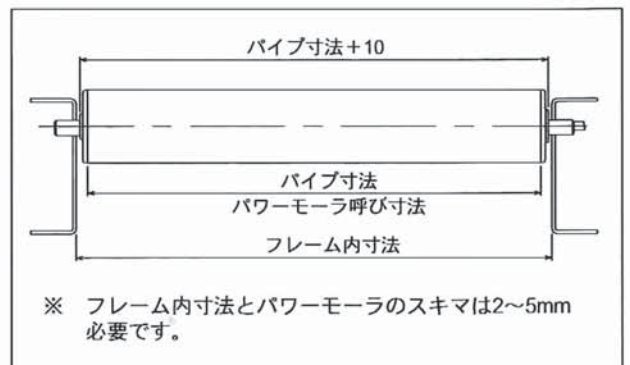 パイプ寸法＋10
パイプ寸法
パワーモーラ呼び寸法
フレーム内寸法
※ フレーム内寸法とパワーモーラのスキマは2～5mm
必要です。